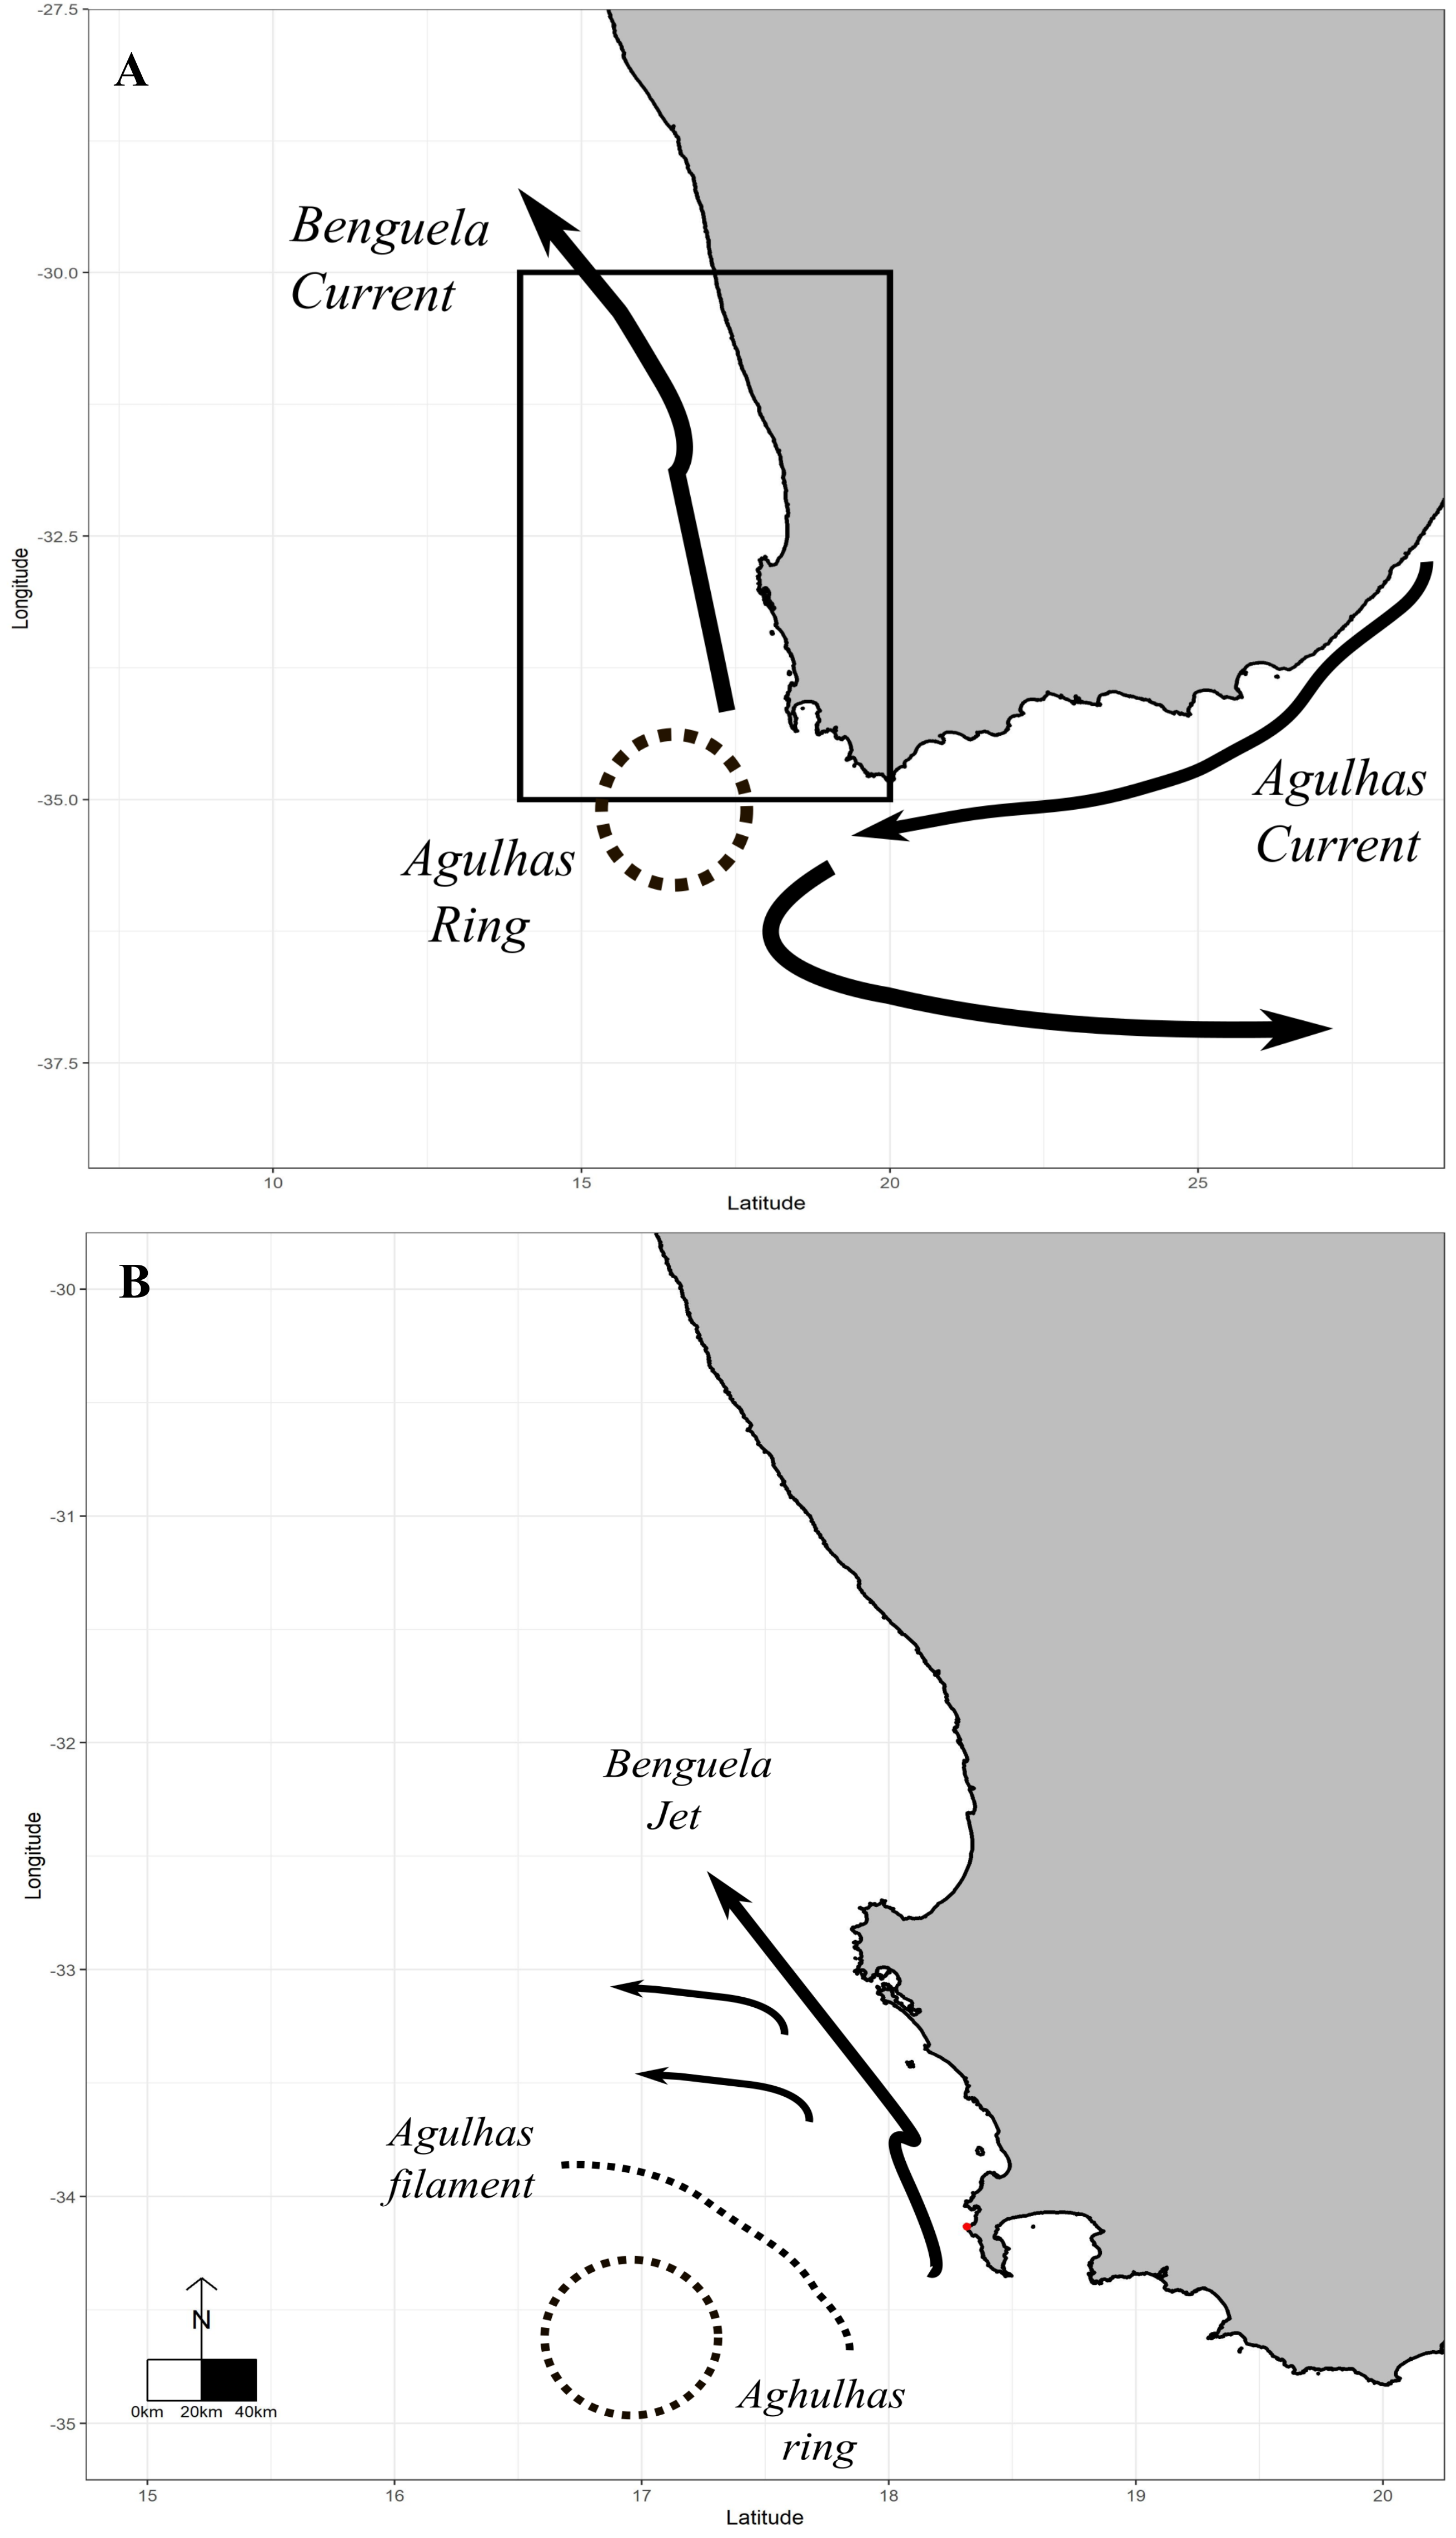 -27.5
A
Benguela
Current
-30.0
-32.5
Longitude
-35.0
Agulhas
Current
Agulhas
Ring
-37.5
10 15 20 25
Latitude
B
-30
-31
-32
Benguela
Jet
Longitude
-33
Agulhas
filament
-34
N
0km 20km 40km
Aghulhas
ring
-35
15 16 17 18 19 20
Latitude